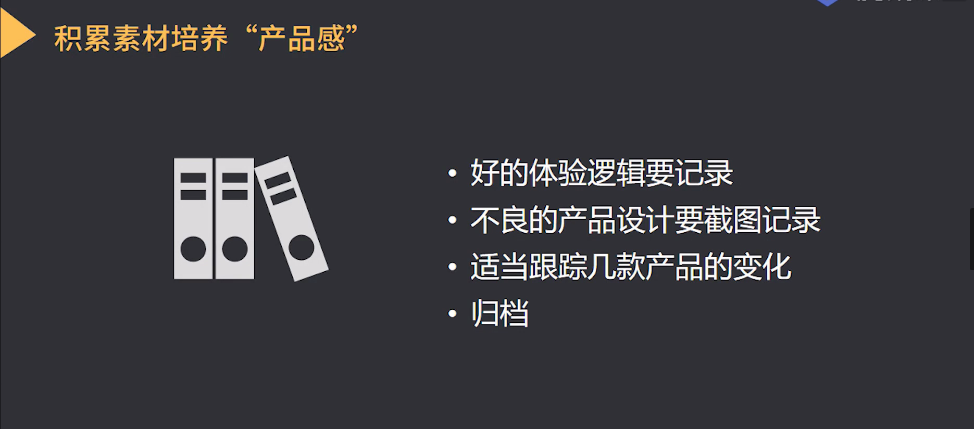 积累素材培养“产品感”
• 好的体验逻辑要记录
• 不良的产品设计要截图记录
• 适当跟踪几款产品的变化
• 归档